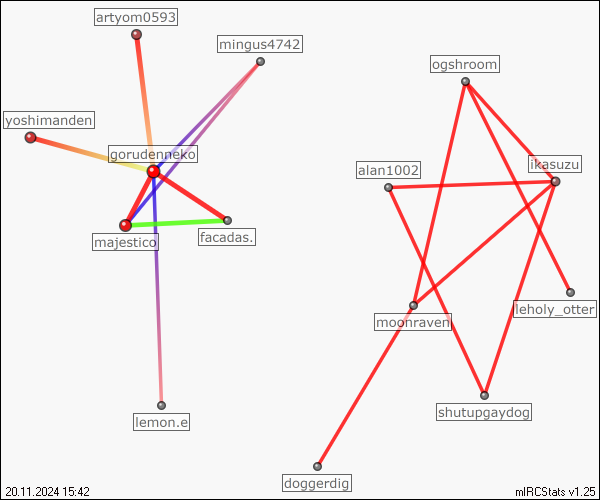 artyom0593
mingus4742
ogshroom
yoshimanden
gorudenneko
ikasuzu
alan1002
majestico
facadas.
leholy_otter
moonraven
shutupgaydog
lemon.e
doggerdig
20.11.2024 15:42
mIRCStats v1.25